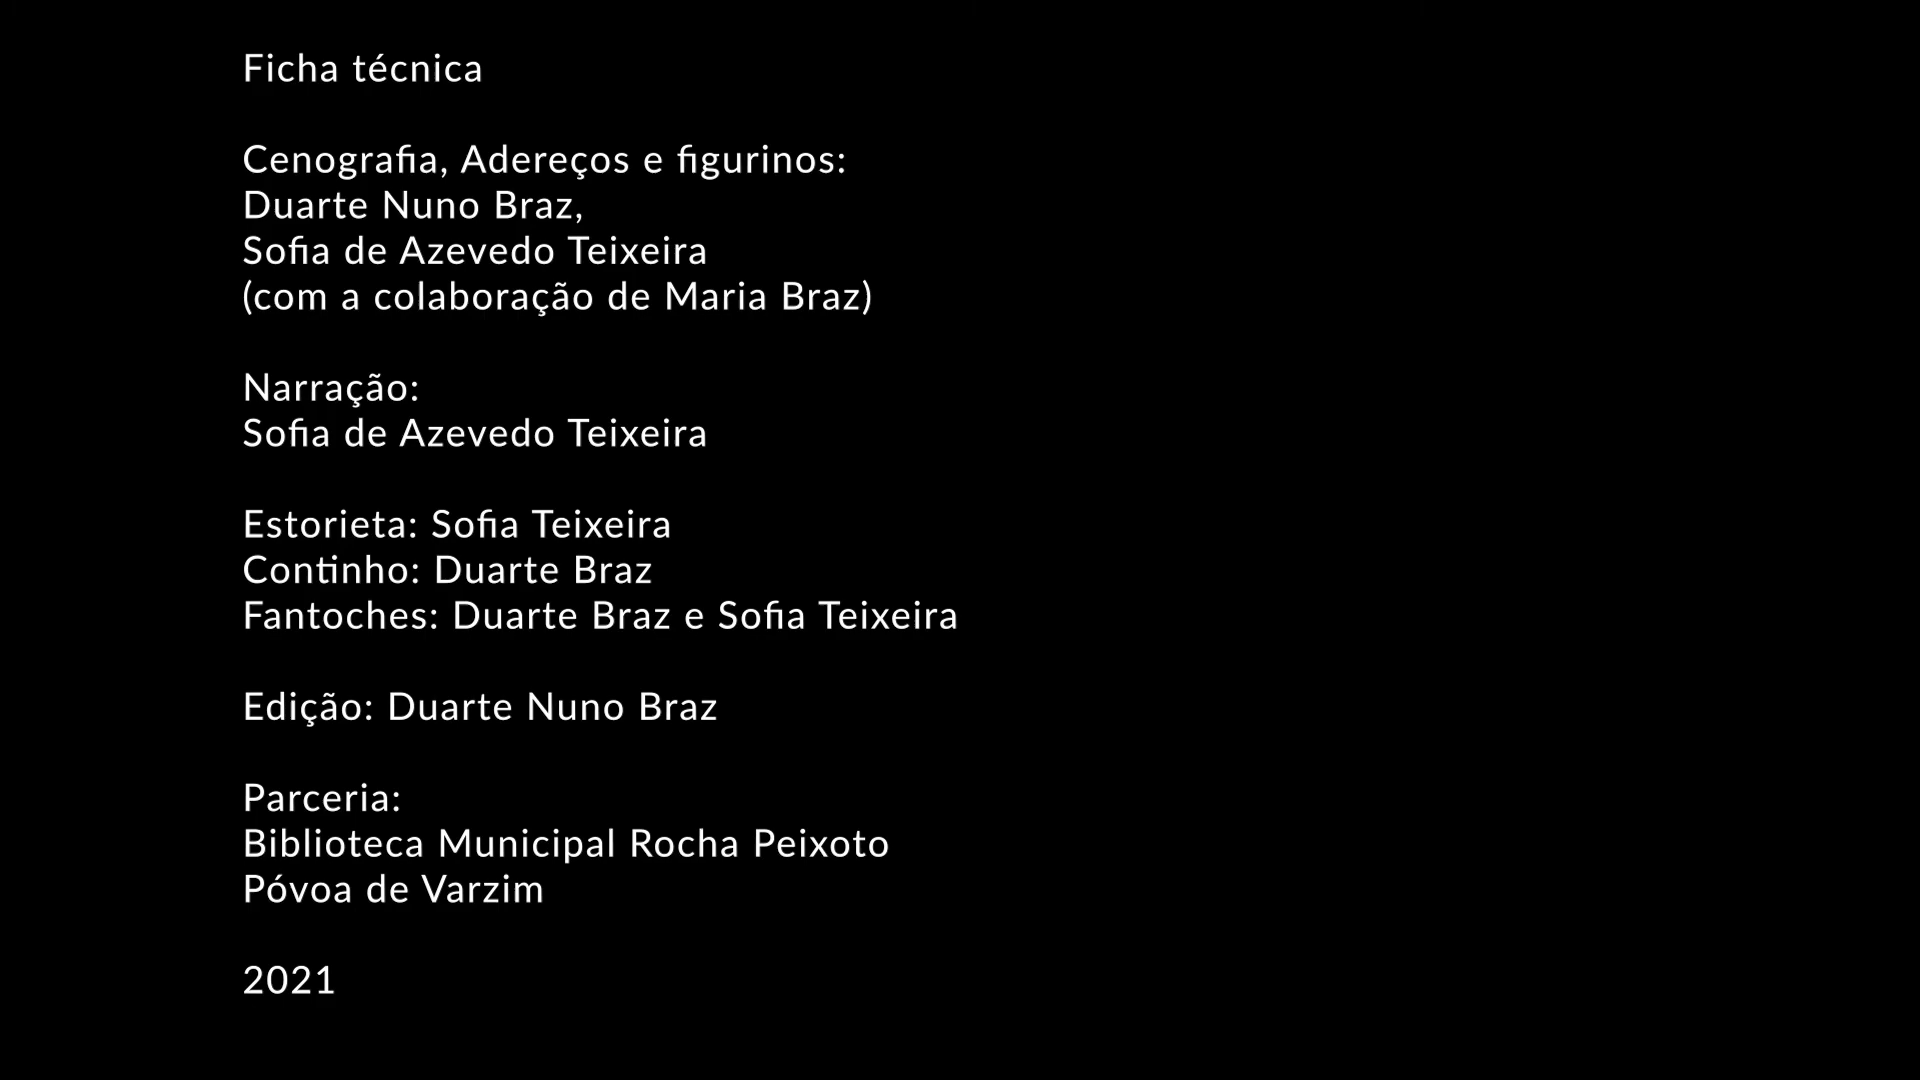 Ficha técnica
Cenografia, Adereços e figurinos:
Duarte Nuno Braz,
Sofia de Azevedo Teixeira
(com a colaboração de Maria Braz)
Narração:
Sofia de Azevedo Teixeira
Estorieta: Sofia Teixeira
Continho: Duarte Braz
Fantoches: Duarte Braz e Sofia Teixeira
Edição: Duarte Nuno Braz
Parceria:
Biblioteca Municipal Rocha Peixoto
Póvoa de Varzim
2021